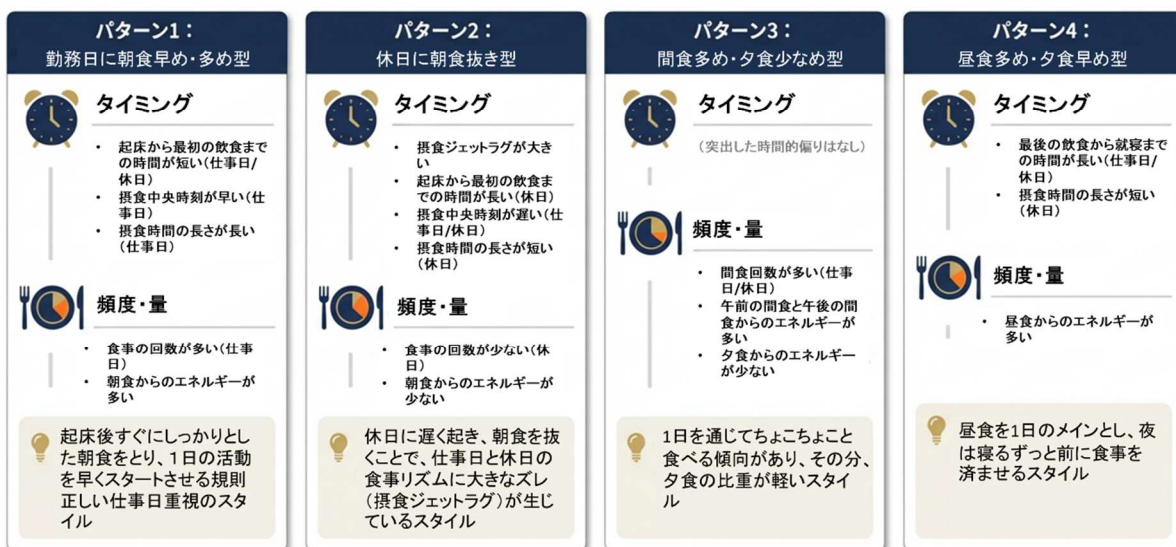 パターン1：
勤務日に朝食早め・多め型
タイミング
・ 起床から最初の飲食まで
の時間が短い（仕事日/
休日）
・ 摂食中央時刻が早い（仕
事日）
・ 摂食時間の長さが長い
（仕事日）
頻度・量
・ 食事の回数が多い（仕事
日）
・ 朝食からのエネルギーが
多い
起床後すぐにしっかりとし
た朝食をとり、1日の活動
を早くスタートさせる規則
正しい仕事日重視のスタ
イル
パターン2：
休日に朝食抜き型
タイミング
・ 摂食ジェットラグが大き
い
・ 起床から最初の飲食ま
での時間が長い（休日）
・ 摂食中央時刻が遅い（仕
事日/休日）
・ 摂食時間の長さが短い
（休日）
頻度・量
・ 食事の回数が少ない（休
日）
・ 朝食からのエネルギーが
少ない
休日に遅く起き、朝食を抜
くことで、仕事日と休日の
食事リズムに大きなズレ
（摂食ジェットラグ）が生じ
ているスタイル
パターン3：
間食多め・夕食少なめ型
タイミング
（突出した時間的偏りはなし）
頻度・量
・ 間食回数が多い（仕事
日/休日）
・ 午前の間食と午後の間
食からのエネルギーが
多い
・ 夕食からのエネルギー
が少ない
1日を通じてちょこちょこと
食べる傾向があり、その分、
夕食の比重が軽いスタイ
ル
パターン4：
昼食多め・夕食早め型
タイミング
・ 最後の飲食から就寝まで
の時間が長い（仕事日/
休日）
・ 摂食時間の長さが短い
（休日）
頻度・量
・ 昼食からのエネルギーが
多い
昼食を1日のメインとし、夜
は寝るずっと前に食事を
済ませるスタイル